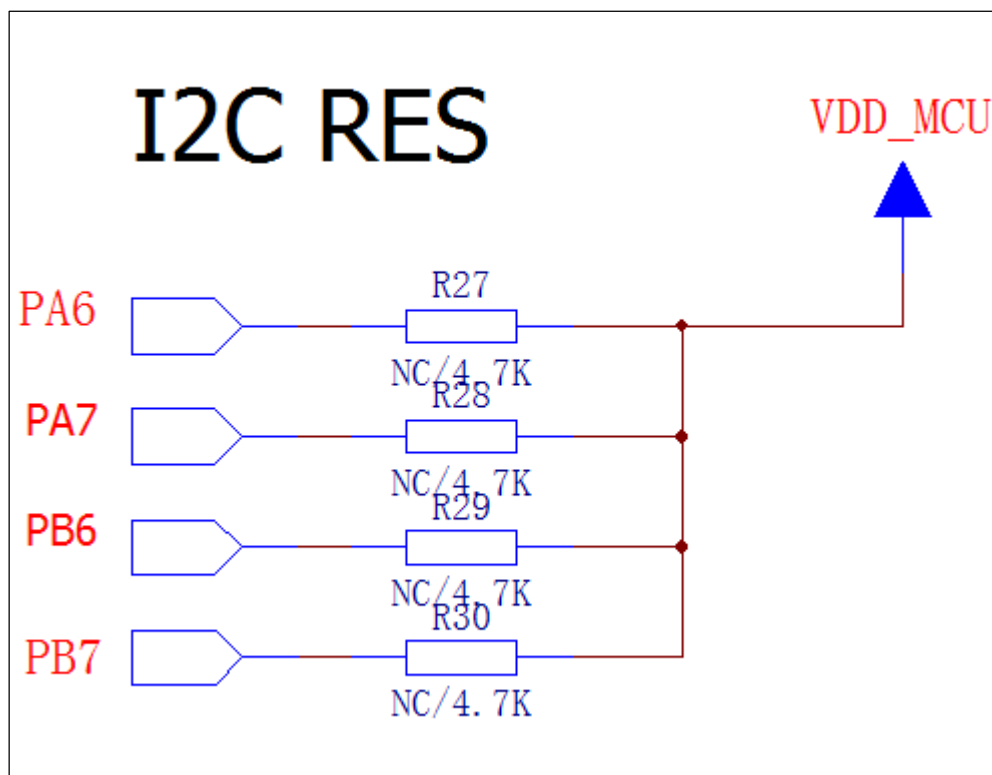 I2C RES
VDD_MCU
PA6
R27
NC/4.7K
PA7
R28
NC/4.7K
PB6
R29
NC/4.7K
PB7
R30
NC/4.7K